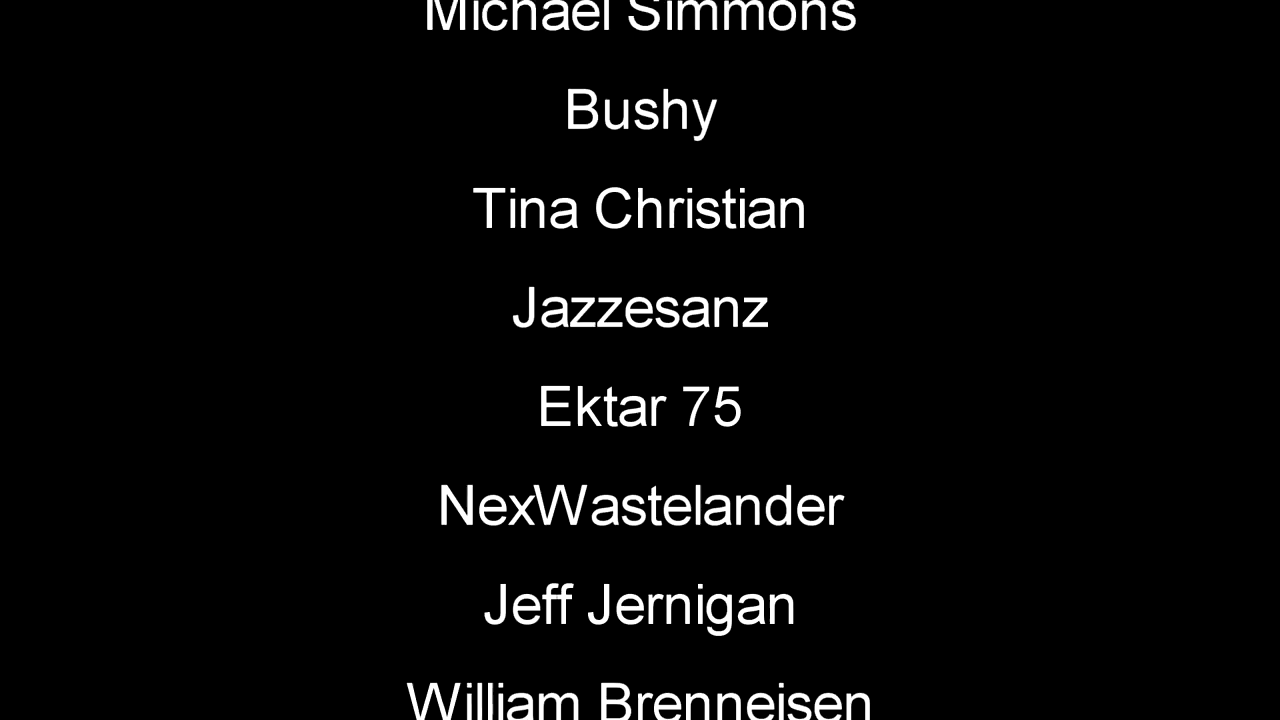 Michael Simmons
Bushy
Tina Christian
Jazzesanz
Ektar 75
NexWastelander
Jeff Jernigan
William Brenneisen